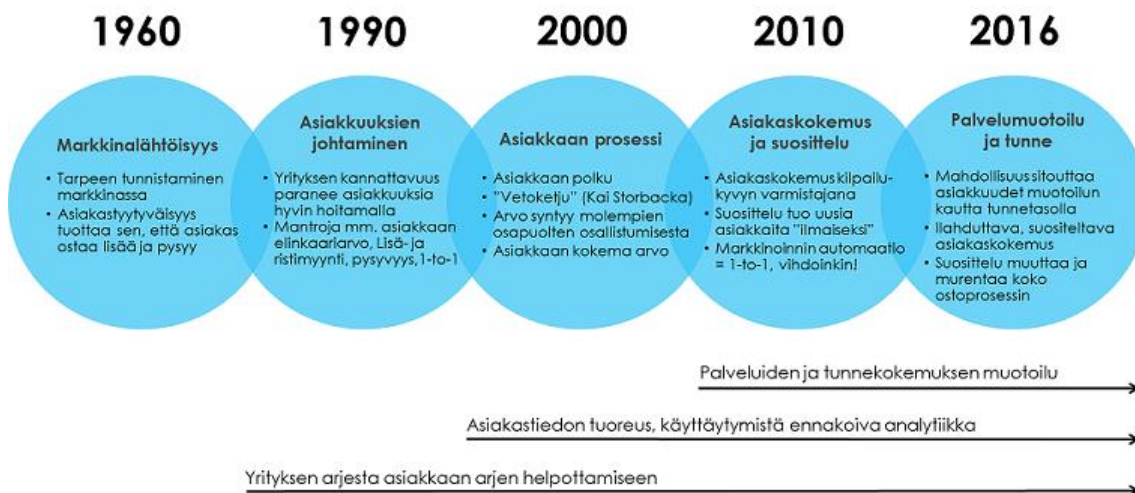 1960
1990
2000
2010
2016
Markkinalähtöisyys
• Tarpeen tunnistaminen
markkinassa
• Asiakastyytyväisyys
tuottaa sen, että asiakas
ostaa lisää ja pysyy
Asiakkuuksien
johtaminen
• Yrityksen kannattavuus
paranee asiakkuuksia
hyvin hoitamalla
• Mantroja mm. asiakkaan
elinkaariarvo, Lisä- ja
ristimyynti, pysyvyys,1-to-1
Asiakkaan prosessi
• Asiakkaan polku
• "Vetoketju" (Kai Storbacka)
• Arvo syntyy molempien
osapuolten osallistumisesta
• Asiakkaan kokema arvo
Asiakaskokemus
ja suosittelu
• Asiakaskokemus kilpailu-
kyvyn varmistajana
• Suosittelu tuo uusia
asiakkaita "ilmaiseksi"
• Markkinoinnin automaatio
= 1-to-1, vihdoinkin!
Palvelumuotoilu
ja tunne
• Mahdollisuus sitouttaa
asiakkuudet muotoilun
kautta tunnetasolla
• Ilahduttava, suositeltava
asiakaskokemus
• Suosittelu muuttaa ja
murentaa koko
ostoprosessin
Palveluiden ja tunnekokemuksen muotoilu
Asiakastiedon tuoreus, käyttäytymistä ennakoiva analytiikka
Yrityksen arjesta asiakkaan arjen helpottamiseen